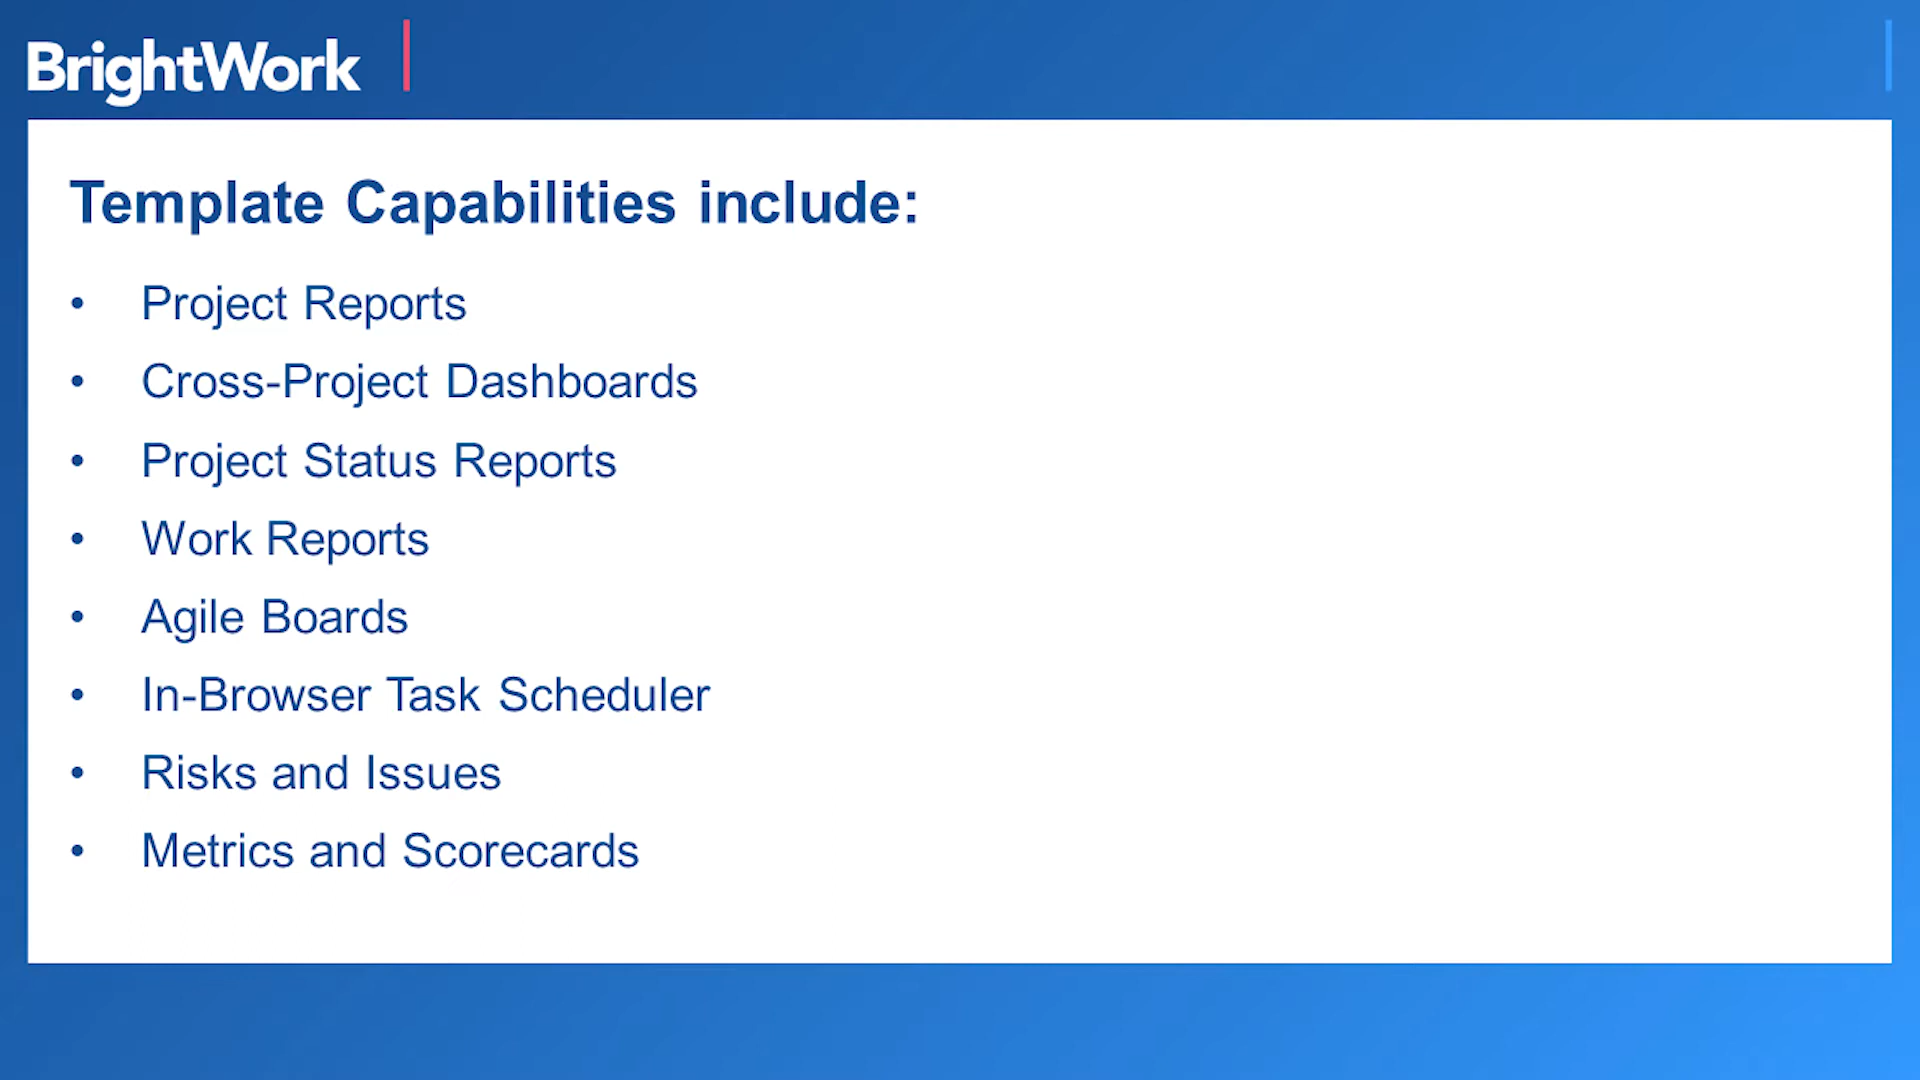 BrightWork
Template Capabilities include:
• Project Reports
• Cross-Project Dashboards
• Project Status Reports
• Work Reports
• Agile Boards
• In-Browser Task Scheduler
• Risks and Issues
• Metrics and Scorecards